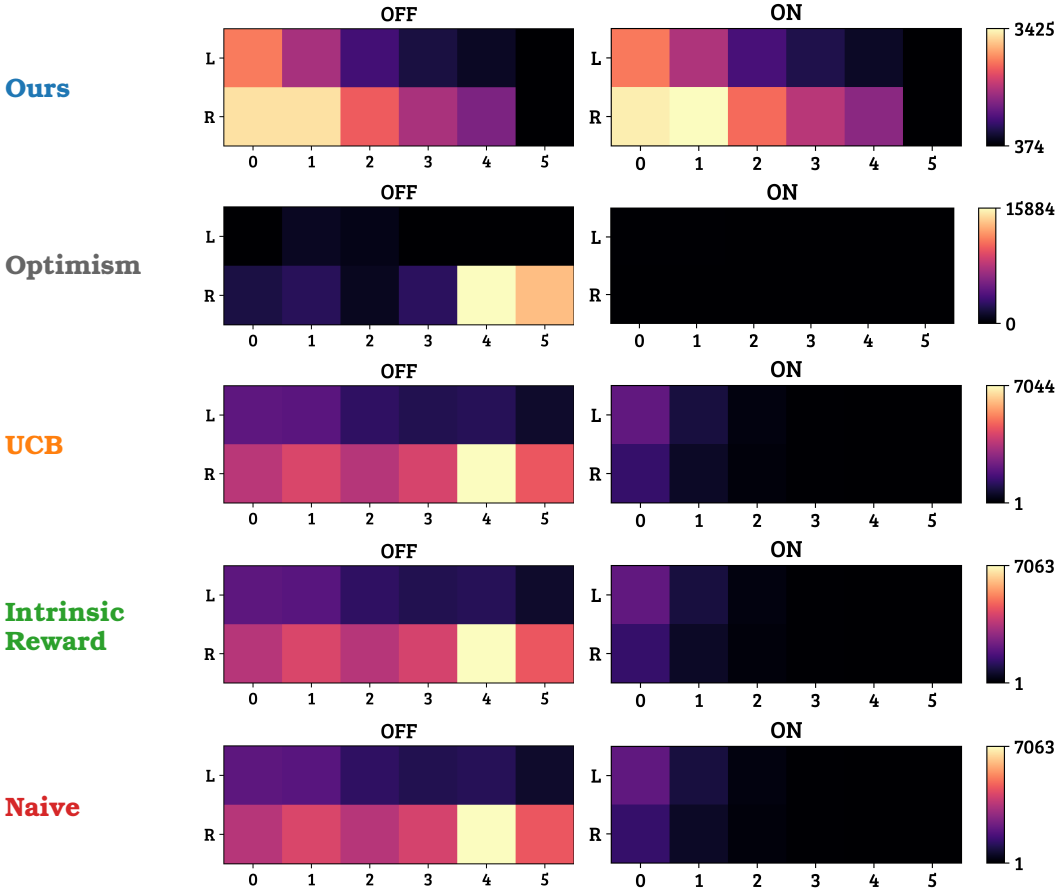 OFF ON
Ours
L L 3425
R R 374
0 1 2 3 4 5 0 1 2 3 4 5
OFF ON
Optimism
L L 15884
R R 0
0 1 2 3 4 5 0 1 2 3 4 5
OFF ON
UCB
L L 7044
R R 1
0 1 2 3 4 5 0 1 2 3 4 5
OFF ON
Intrinsic
Reward
L L 7063
R R 1
0 1 2 3 4 5 0 1 2 3 4 5
OFF ON
Naive
L L 7063
R R 1
0 1 2 3 4 5 0 1 2 3 4 5